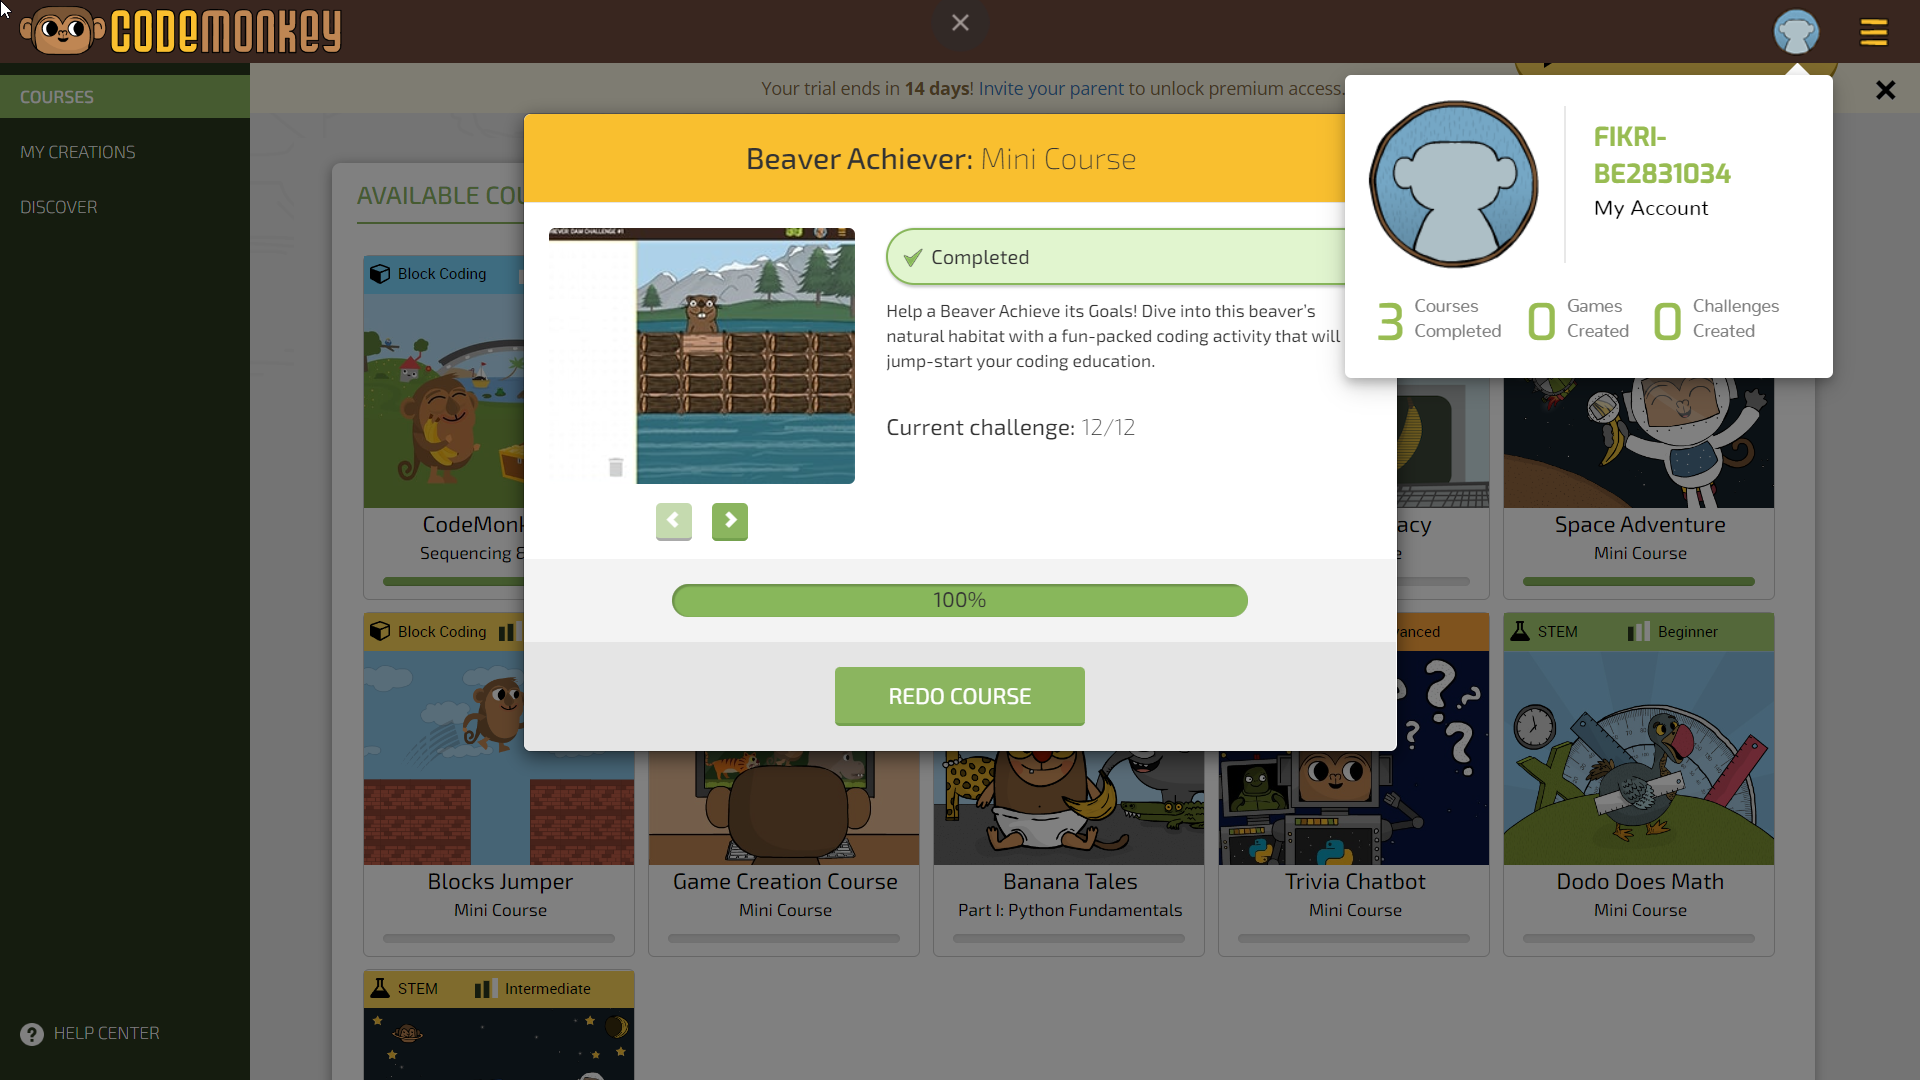 CODEMONKEY
COURSES
MY CREATIONS
DISCOVER
HELP CENTER
Your trial ends in 14 days! Invite your parent to unlock premium access.
AVAILABLE COU
Beaver Achiever: Mini Course
Completed
Help a Beaver Achieve its Goals! Dive into this beaver's
natural habitat with a fun-packed coding activity that will
jump-start your coding education.
Current challenge: 12/12
100%
REDO COURSE
FIKRI-
BE2831034
My Account
3 Courses Completed
0 Games Created
0 Challenges Created
Block Coding
CodeMonk
Sequencing &
acy
Space Adventure
Mini Course
Block Coding
anced
STEM Beginner
Blocks Jumper
Mini Course
Game Creation Course
Mini Course
Banana Tales
Part I: Python Fundamentals
Trivia Chatbot
Mini Course
Dodo Does Math
Mini Course
STEM Intermediate